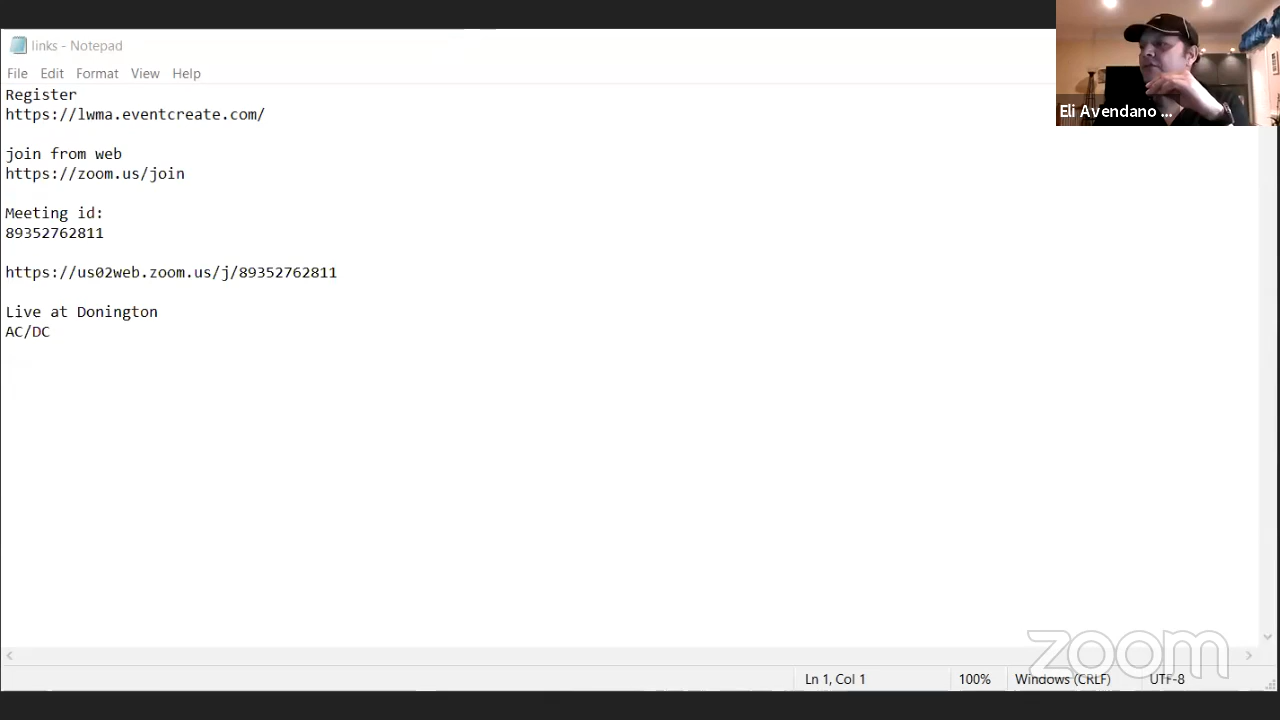 links - Notepad
File Edit Format View Help
Register
https://lwma.eventcreate.com/
join from web
https://zoom.us/join
Meeting id:
89352762811
https://us02web.zoom.us/j/89352762811
Live at Donington
AC/DC
Eli Avendano ...
zoom
Ln 1, Col 1 100% Windows (CRLF) UTF-8